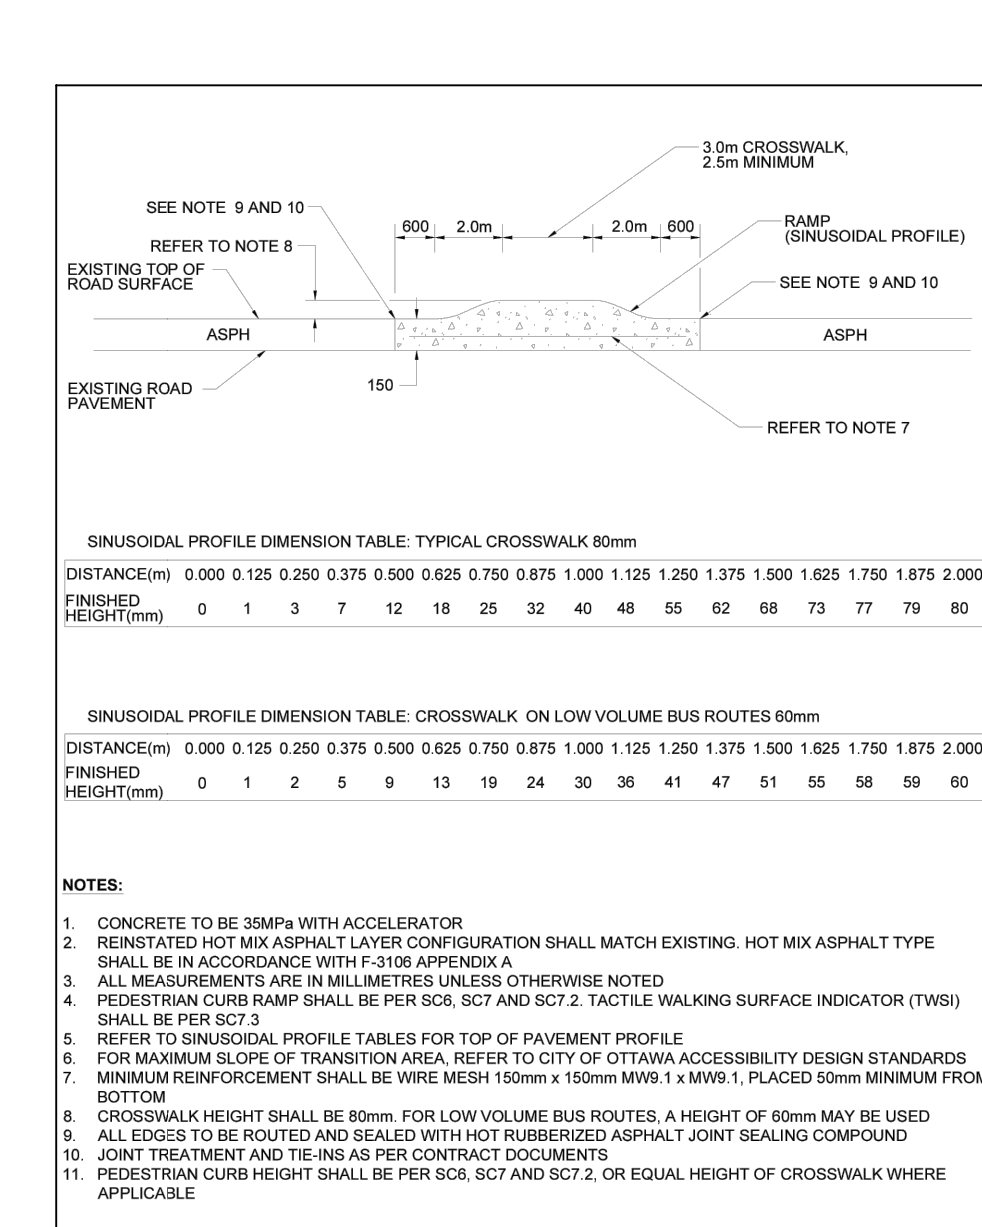 3.0m CROSSWALK,
2.5m MINIMUM
SEE NOTE 9 AND 10
600 2.0m 2.0m 600
RAMP
(SINUSOIDAL PROFILE)
REFER TO NOTE 8
EXISTING TOP OF
ROAD SURFACE
SEE NOTE 9 AND 10
ASPH
ASPH
150
EXISTING ROAD
PAVEMENT
REFER TO NOTE 7
SINUSOIDAL PROFILE DIMENSION TABLE: TYPICAL CROSSWALK 80mm
DISTANCE(m) 0.000 0.125 0.250 0.375 0.500 0.625 0.750 0.875 1.000 1.125 1.250 1.375 1.500 1.625 1.750 1.875 2.000
FINISHED
HEIGHT(mm) 0 1 3 7 12 18 25 32 40 48 55 62 68 73 77 79 80
SINUSOIDAL PROFILE DIMENSION TABLE: CROSSWALK ON LOW VOLUME BUS ROUTES 60mm
DISTANCE(m) 0.000 0.125 0.250 0.375 0.500 0.625 0.750 0.875 1.000 1.125 1.250 1.375 1.500 1.625 1.750 1.875 2.000
FINISHED
HEIGHT(mm) 0 1 2 5 9 13 19 24 30 36 41 47 51 55 58 59 60
NOTES:
1. CONCRETE TO BE 35MPa WITH ACCELERATOR
2. REINSTATED HOT MIX ASPHALT LAYER CONFIGURATION SHALL MATCH EXISTING. HOT MIX ASPHALT TYPE
SHALL BE IN ACCORDANCE WITH F-3106 APPENDIX A
3. ALL MEASUREMENTS ARE IN MILLIMETRES UNLESS OTHERWISE NOTED
4. PEDESTRIAN CURB RAMP SHALL BE PER SC6, SC7 AND SC7.2. TACTILE WALKING SURFACE INDICATOR (TWSI)
SHALL BE PER SC7.3
5. REFER TO SINUSOIDAL PROFILE TABLES FOR TOP OF PAVEMENT PROFILE
6. FOR MAXIMUM SLOPE OF TRANSITION AREA, REFER TO CITY OF OTTAWA ACCESSIBILITY DESIGN STANDARDS
7. MINIMUM REINFORCEMENT SHALL BE WIRE MESH 150mm x 150mm MW9.1 x MW9.1, PLACED 50mm MINIMUM FROM
BOTTOM
8. CROSSWALK HEIGHT SHALL BE 80mm. FOR LOW VOLUME BUS ROUTES, A HEIGHT OF 60mm MAY BE USED
9. ALL EDGES TO BE ROUTED AND SEALED WITH HOT RUBBERIZED ASPHALT JOINT SEALING COMPOUND
10. JOINT TREATMENT AND TIE-INS AS PER CONTRACT DOCUMENTS
11. PEDESTRIAN CURB HEIGHT SHALL BE PER SC6, SC7 AND SC7.2, OR EQUAL HEIGHT OF CROSSWALK WHERE
APPLICABLE